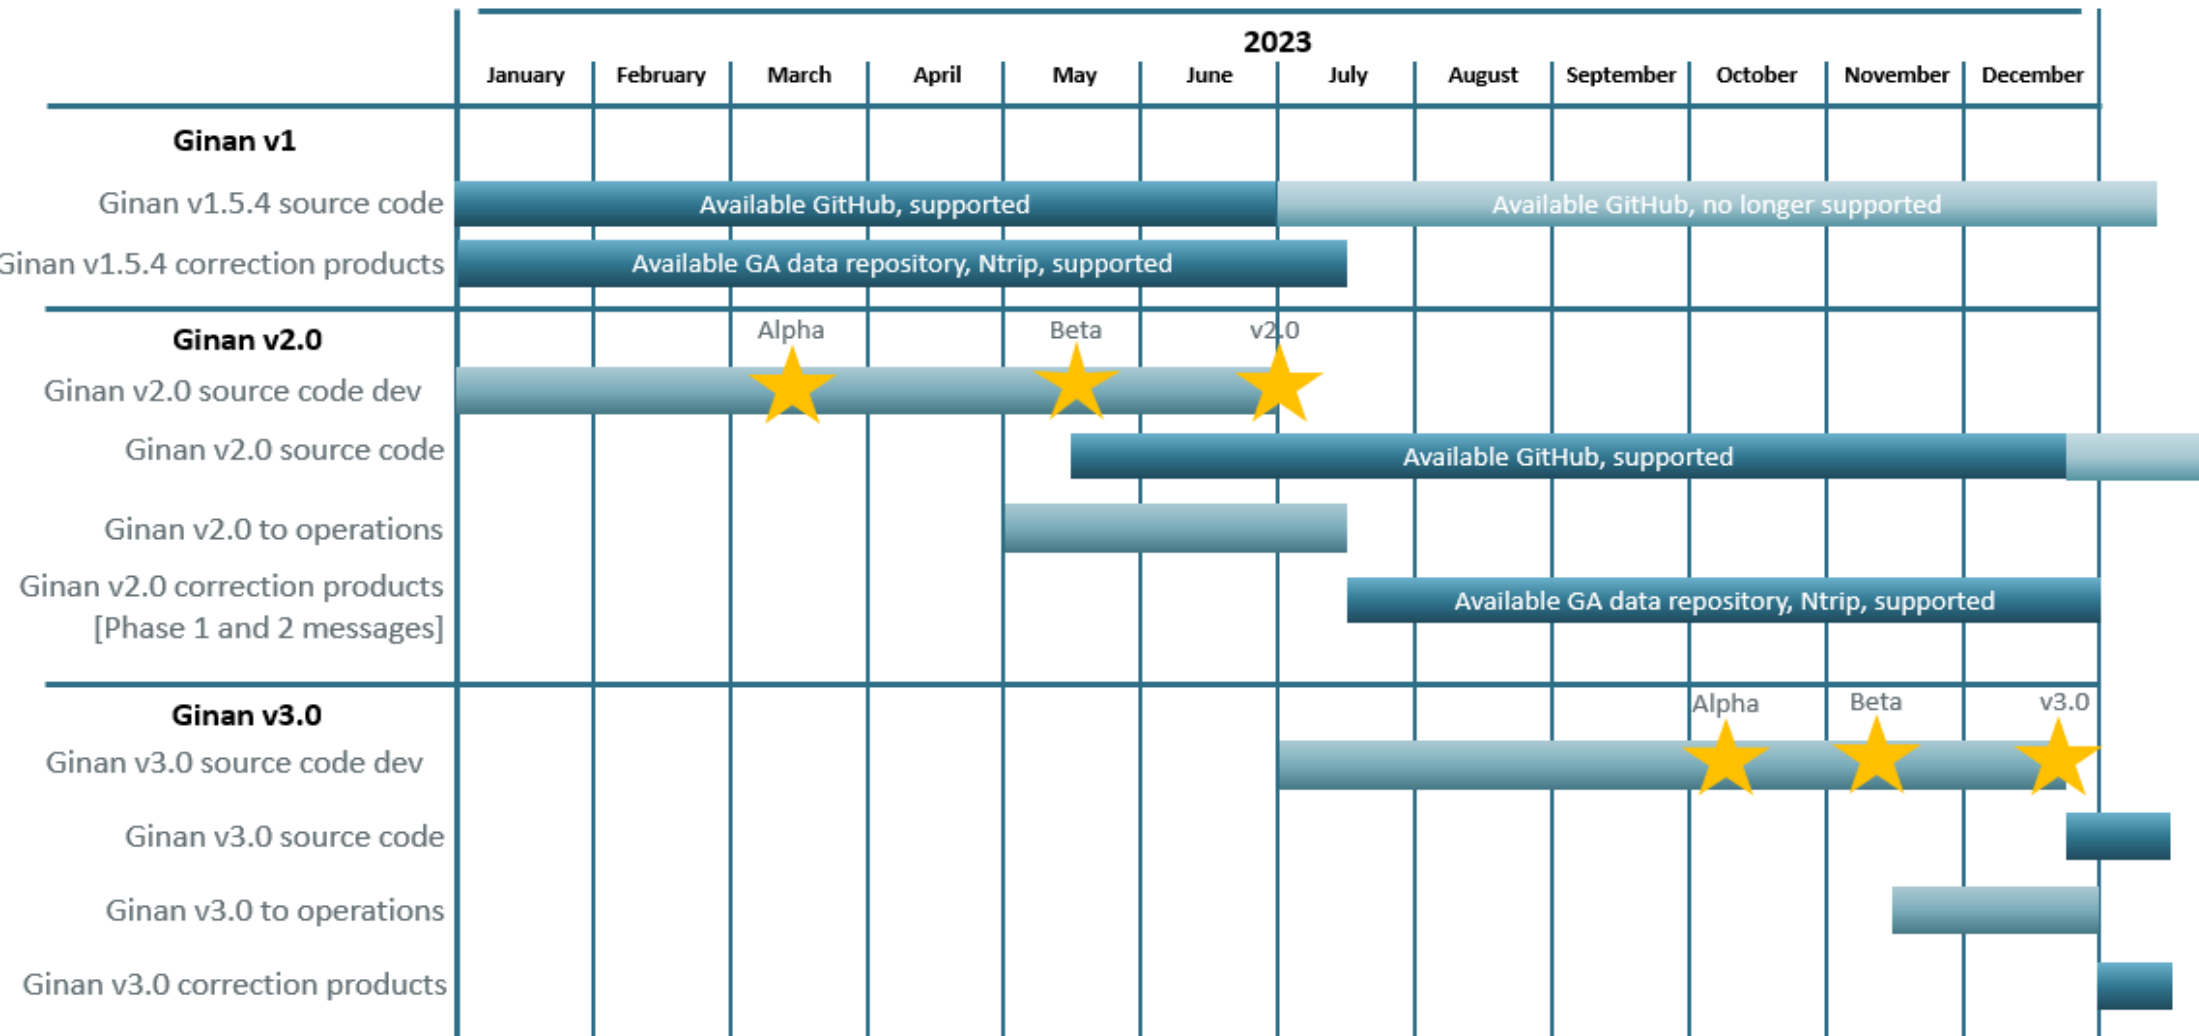 2023
January February March April May June July August September October November December
Ginan v1
Ginan v1.5.4 source code Available GitHub, supported Available GitHub, no longer supported
Ginan v1.5.4 correction products Available GA data repository, Ntrip, supported
Alpha Beta v2.0
Ginan v2.0
Ginan v2.0 source code dev
Ginan v2.0 source code Available GitHub, supported
Ginan v2.0 to operations
Ginan v2.0 correction products
[Phase 1 and 2 messages]
Available GA data repository, Ntrip, supported
Alpha Beta v3.0
Ginan v3.0
Ginan v3.0 source code dev
Ginan v3.0 source code
Ginan v3.0 to operations
Ginan v3.0 correction products